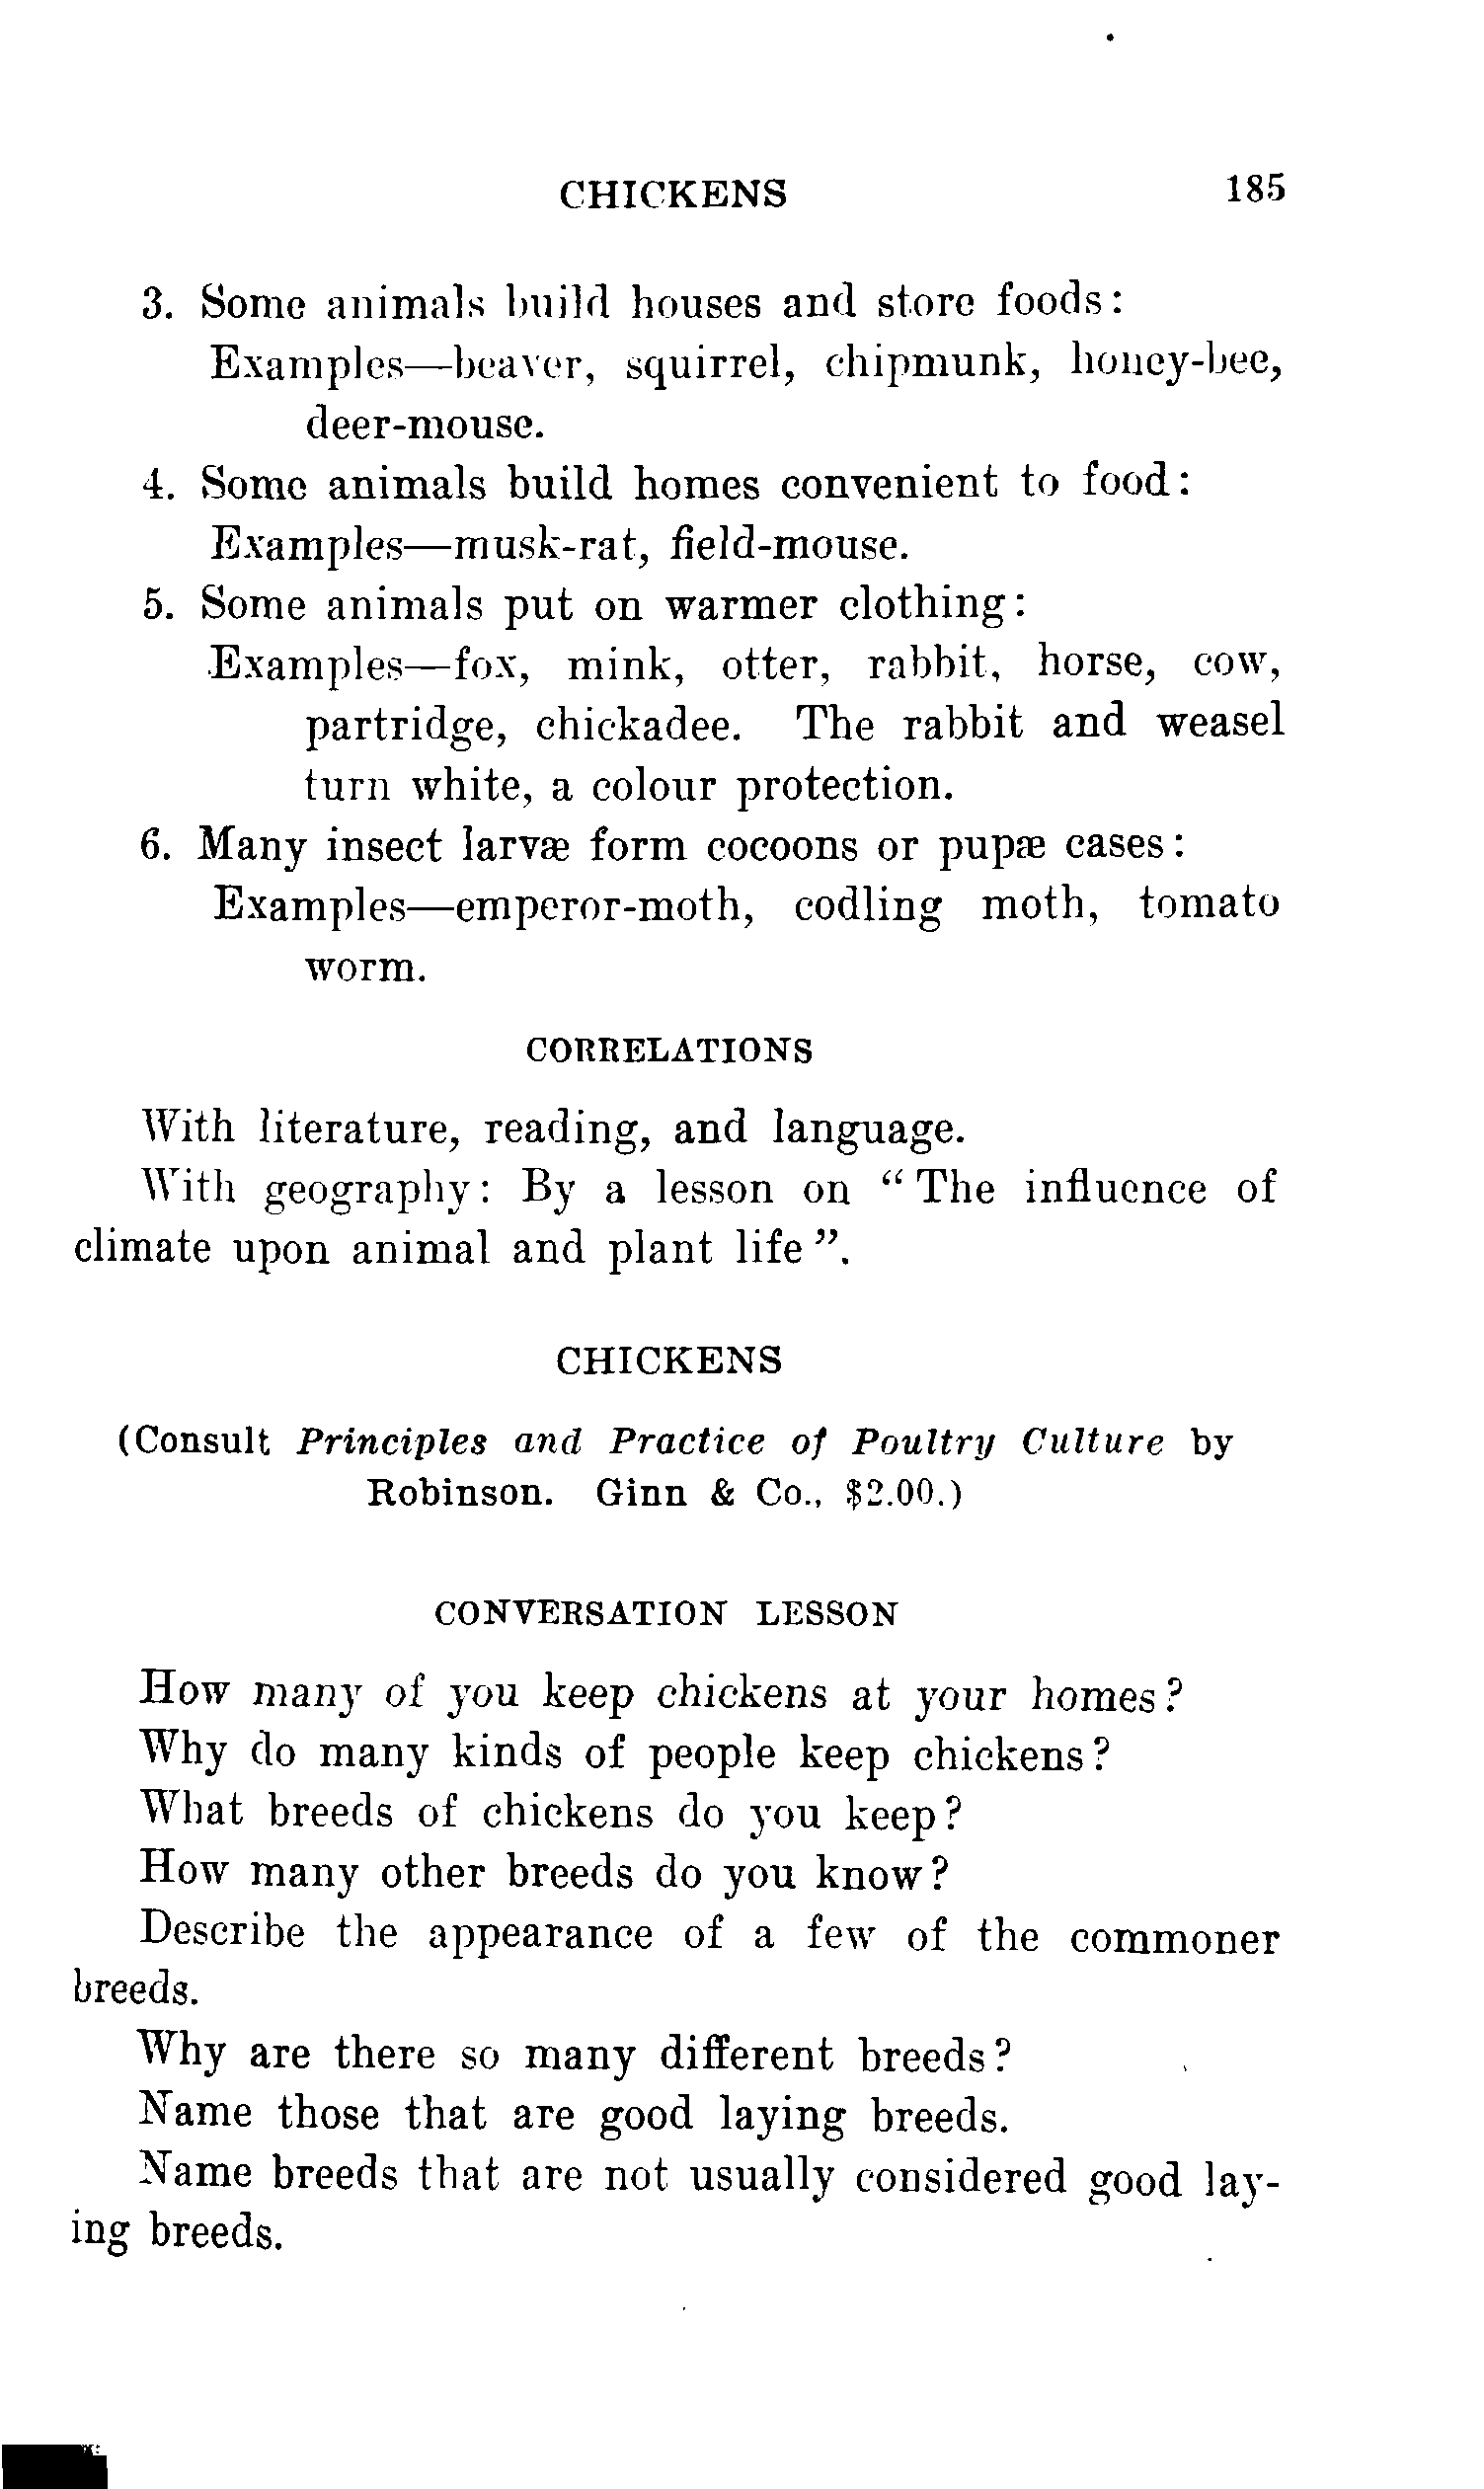 CHICKENS 185
3. Some animals build houses and store foods:
Examples—beaver, squirrel, chipmunk, honey-bee,
deer-mouse.
4. Some animals build homes convenient to food:
Examples—musk-rat, field-mouse.
5. Some animals put on warmer clothing:
Examples—fox, mink, otter, rabbit, horse, cow,
partridge, chickadee. The rabbit and weasel
turn white, a colour protection.
6. Many insect larvæ form cocoons or pupæ cases:
Examples—emperor-moth, codling moth, tomato
worm.
CORRELATIONS
With literature, reading, and language.
With geography: By a lesson on “The influence of
climate upon animal and plant life”.
CHICKENS
(Consult Principles and Practice of Poultry Culture by
Robinson. Ginn & Co., $2.00.)
CONVERSATION LESSON
How many of you keep chickens at your homes?
Why do many kinds of people keep chickens?
What breeds of chickens do you keep?
How many other breeds do you know?
Describe the appearance of a few of the commoner
breeds.
Why are there so many different breeds?
Name those that are good laying breeds.
Name breeds that are not usually considered good lay-
ing breeds.